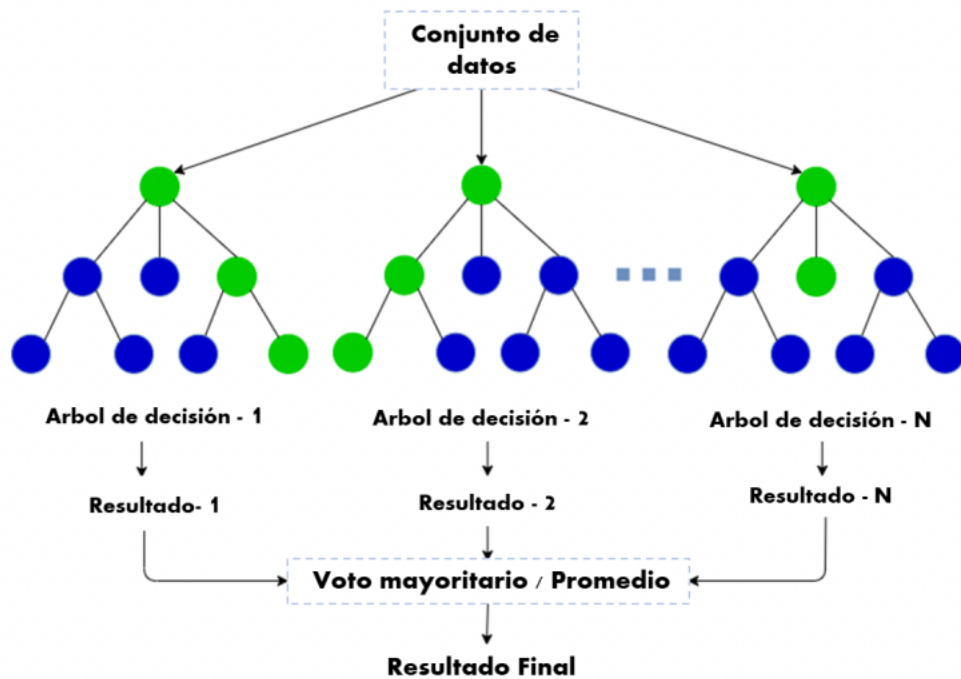 Conjunto de
datos
Arbol de decisión - 1
Arbol de decisión - 2
Arbol de decisión - N
Resultado- 1
Resultado - 2
Resultado - N
Voto mayoritario / Promedio
Resultado Final